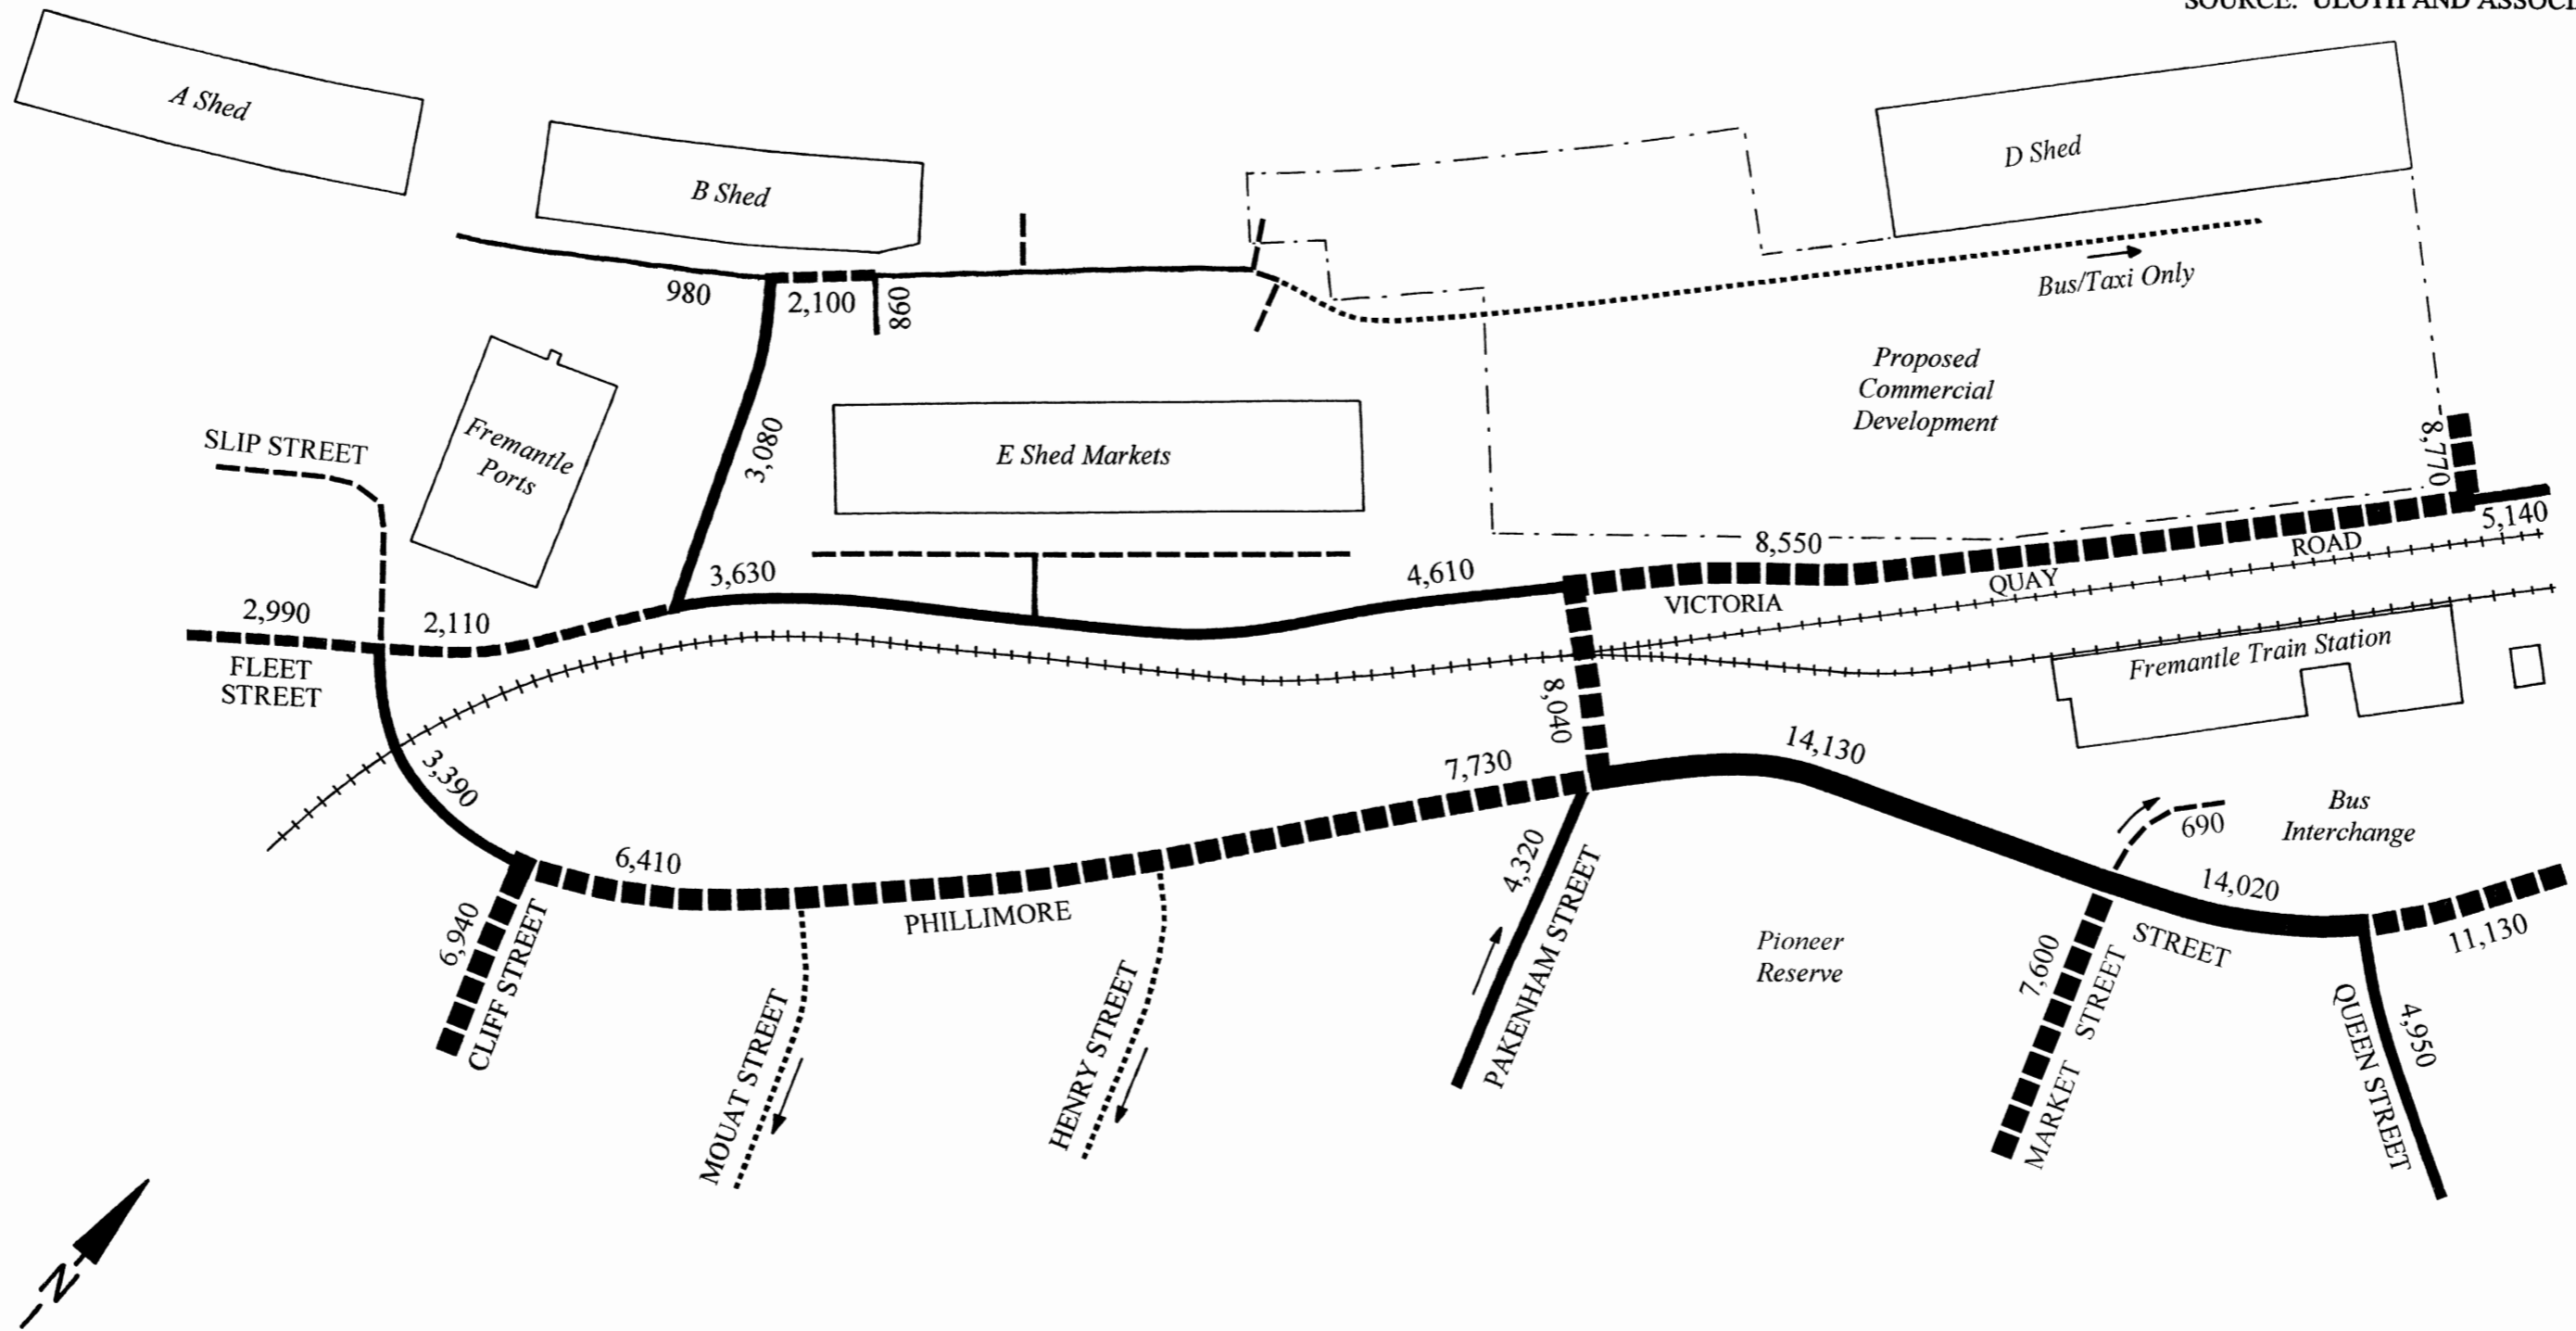 SOURCE: ULOTH AND
A Shed
B Shed
D Shed
Bus/Taxi Only
980
2,100
860
Proposed
Commercial
Development
3,080
Fremantle
Ports
E Shed Markets
SLIP STREET
8,770
5,140
8,550
ROAD
QUAY
VICTORIA
3,630
4,610
2,990
2,110
FLEET
STREET
Fremantle Train Station
8,040
14,130
7,730
3,390
Bus
Interchange
690
6,410
4,320
14,020
PHILLIMORE
STREET
11,130
6,940
CLIFF STREET
PAKENHAM STREET
Pioneer
Reserve
7,600
MARKET STREET
QUEEN STREET
4,950
MOUAT STREET
HENRY STREET
N